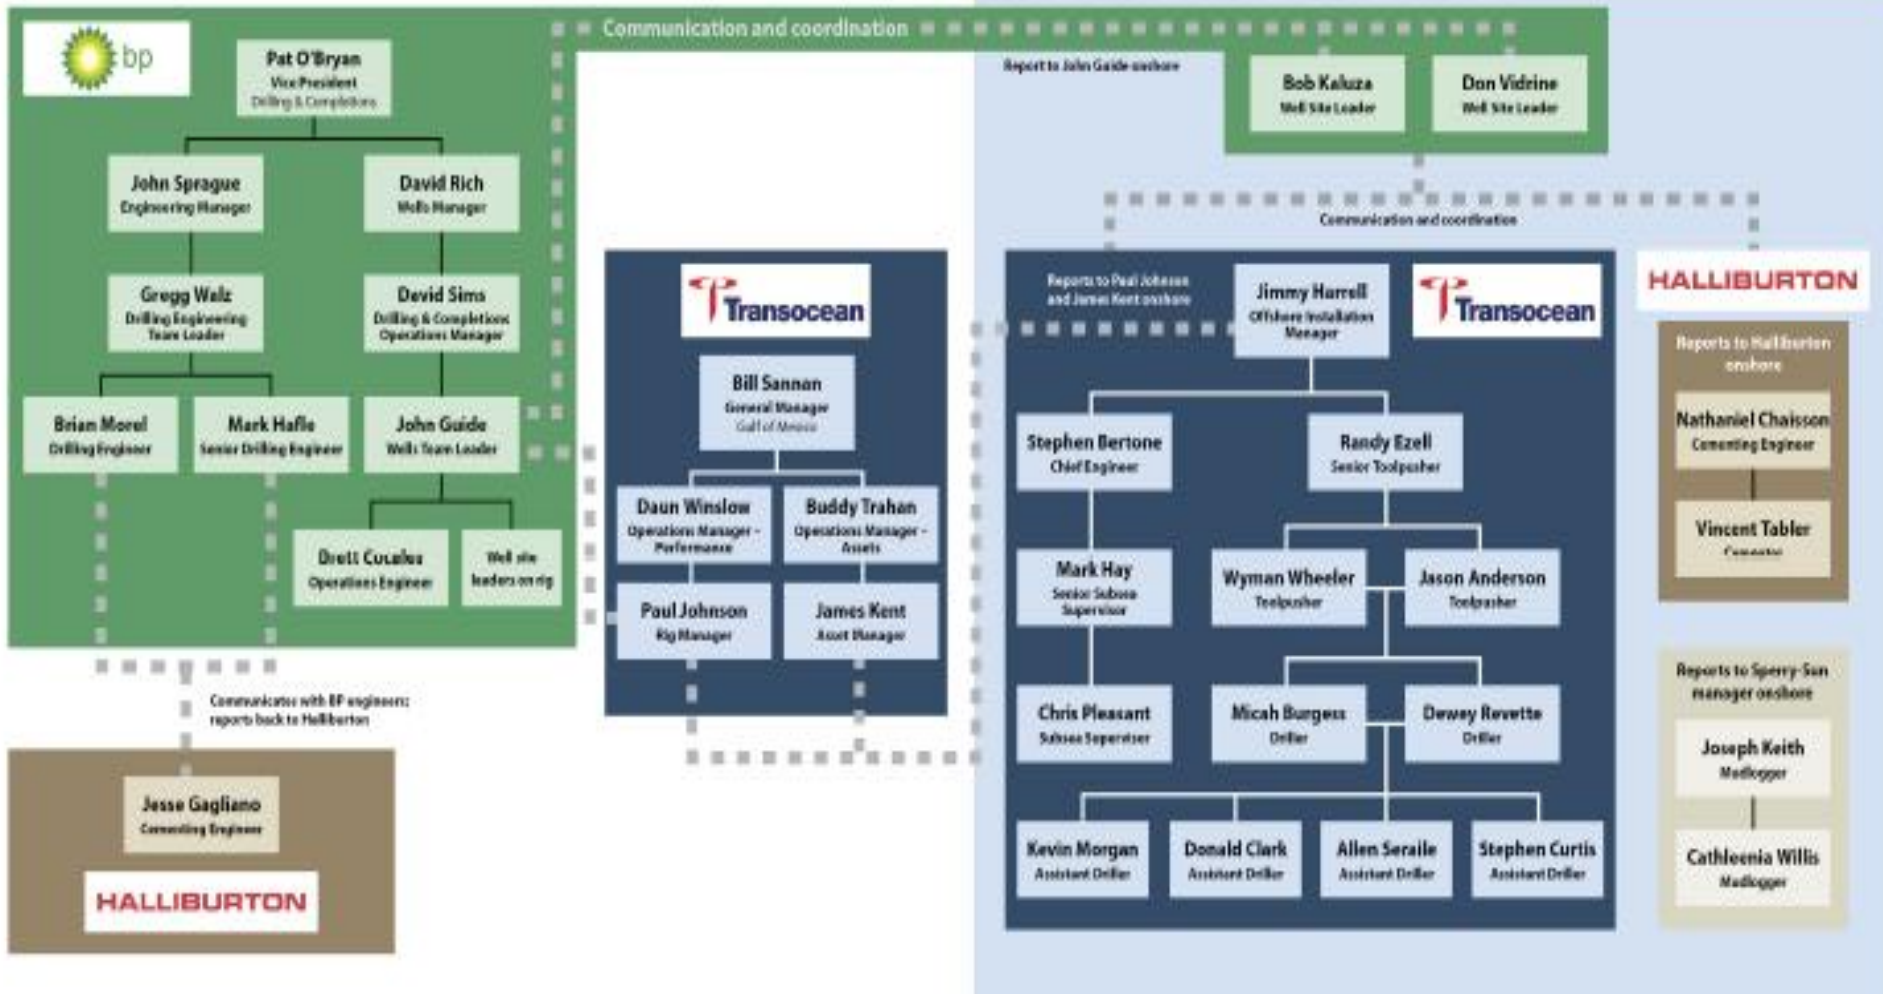 Communication and coordination
bp
Pat O'Bryan
Vice President
Drilling & Completions
John Sprague
Engineering Manager
David Rich
Wells Manager
Gregg Walz
Drilling Engineering
Team Leader
David Sims
Drilling & Completions
Operations Manager
Brian Morel
Drilling Engineer
Mark Hafle
Senior Drilling Engineer
John Guide
Wells Team Leader
Brett Cocales
Operations Engineer
Well site
leaders on rig
Communicates with BP engineers;
reports back to Halliburton
Jesse Gagliano
Cementing Engineer
HALLIBURTON
Transocean
Bill Sannan
General Manager
Gulf of Mexico
Daun Winslow
Operations Manager –
Performance
Buddy Trahan
Operations Manager –
Assets
Paul Johnson
Rig Manager
James Kent
Asset Manager
Report to John Guide onshore
Bob Kaluza
Well Site Leader
Don Vidrine
Well Site Leader
Communication and coordination
Reports to Paul Johnson
and James Kent onshore
Jimmy Harrell
Offshore Installation
Manager
Transocean
Stephen Bertone
Chief Engineer
Randy Ezell
Senior Toolpusher
Mark Hay
Senior Subsea
Supervisor
Wyman Wheeler
Toolpusher
Jason Anderson
Toolpusher
Chris Pleasant
Subsea Supervisor
Micah Burgess
Driller
Dewey Revette
Driller
Kevin Morgan
Assistant Driller
Donald Clark
Assistant Driller
Allen Seraile
Assistant Driller
Stephen Curtis
Assistant Driller
HALLIBURTON
Reports to Halliburton
onshore
Nathaniel Chaisson
Cementing Engineer
Vincent Tabler
Cementer
Reports to Sperry-Sun
manager onshore
Joseph Keith
Mudlogger
Cathleenia Willis
Mudlogger